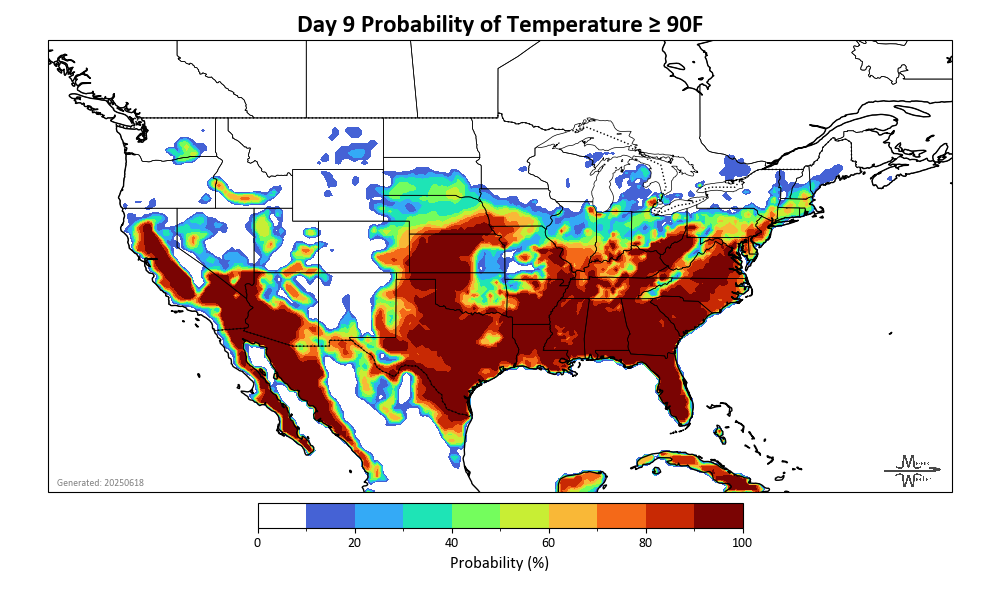 Day 9 Probability of Temperature ≥ 90F
Generated: 20250618
0 20 40 60 80 100
Probability (%)